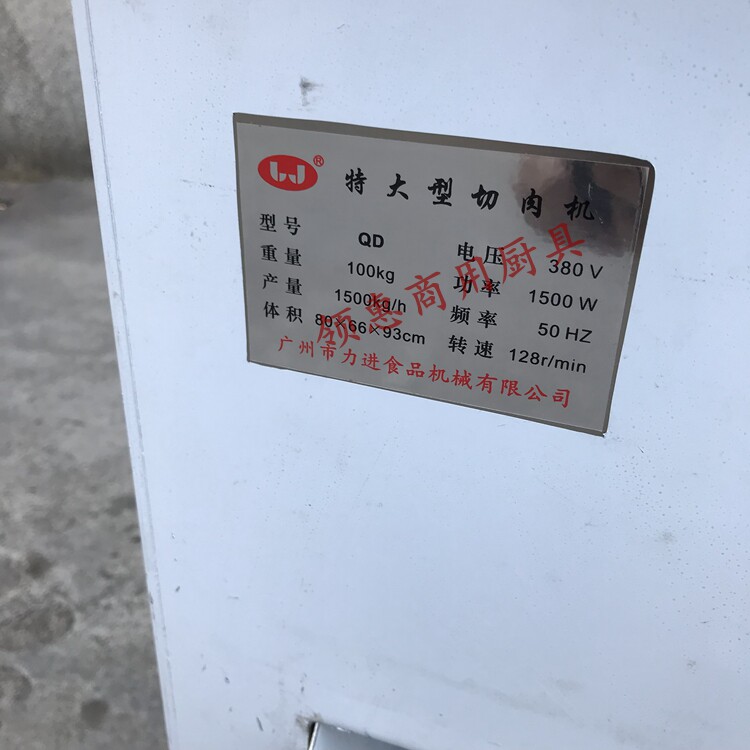 LJ® 特大型切肉机
型号 QD 电压 380 V
重量 100kg 功率 1500 W
产量 1500kg/h 频率 50 HZ
体积 80×66×93cm 转速 128r/min
广州市力进食品机械有限公司
领惠商用厨具